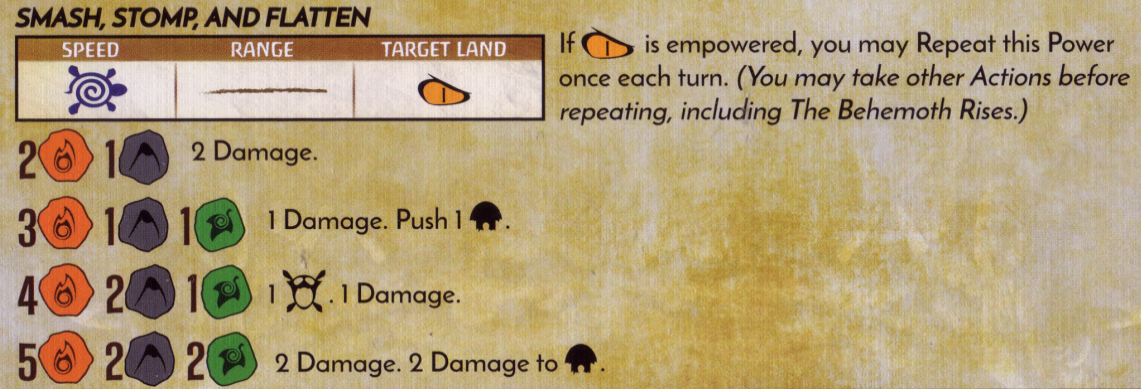 SMASH, STOMP, AND FLATTEN
SPEED RANGE TARGET LAND
If is empowered, you may Repeat this Power
once each turn. (You may take other Actions before
repeating, including The Behemoth Rises.)
2 1 2 Damage.
3 1 1 1 Damage. Push 1 .
4 2 1 1 . 1 Damage.
5 2 2 2 Damage. 2 Damage to .